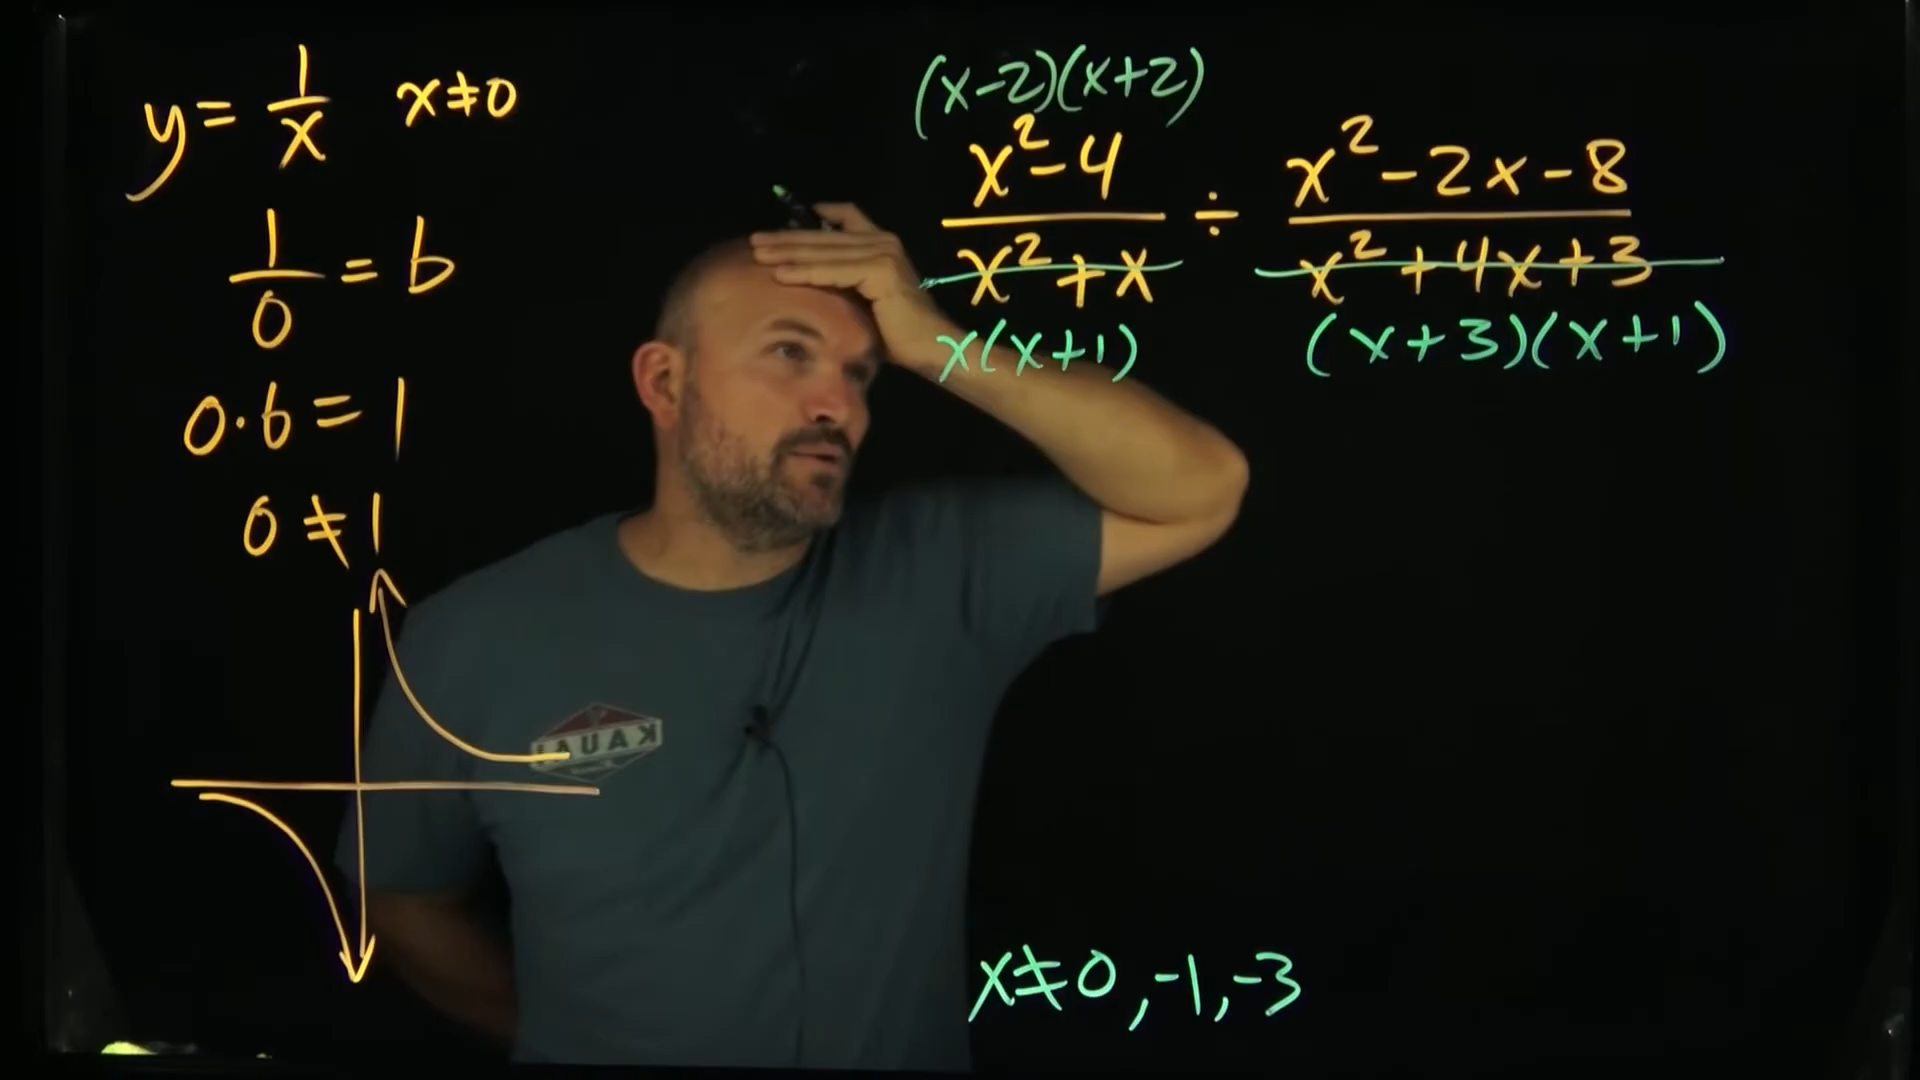 y = 1/x x≠0
1/0 = b
0·b = 1
0 ≠ 1
(x-2)(x+2)
x²-4 ÷ x²-2x-8
x²+x x²+4x+3
x(x+1) (x+3)(x+1)
KAUAI
x≠0,-1,-3